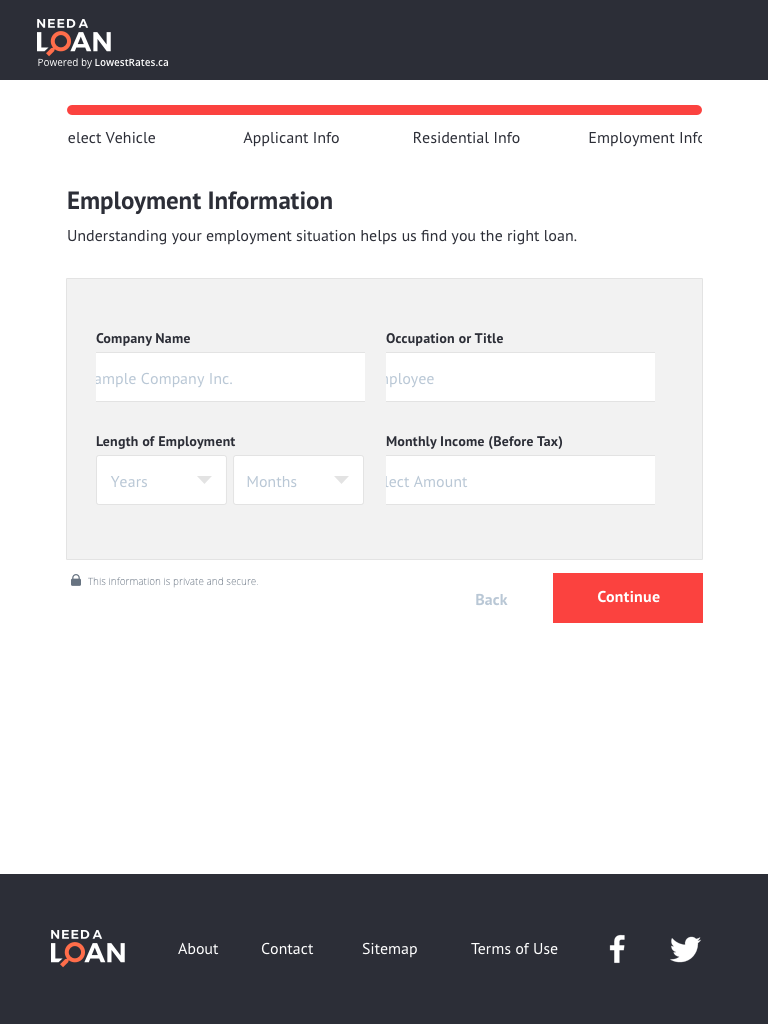 NEED A
LOAN
Powered by LowestRates.ca
elect Vehicle Applicant Info Residential Info Employment Info
Employment Information
Understanding your employment situation helps us find you the right loan.
Company Name Occupation or Title
ample Company Inc. ployee
Length of Employment Monthly Income (Before Tax)
Years Months lect Amount
This information is private and secure.
Back Continue
NEED A
LOAN
About Contact Sitemap Terms of Use